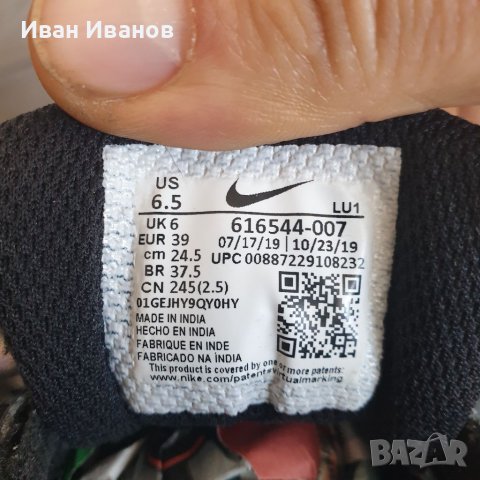 Иван Иванов
US
6.5
LU1
UK 6
616544-007
EUR 39
07/17/19 | 10/23/19
cm 24.5
UPC 00887229108232
BR 37.5
CN 245(2.5)
01GEJHY9QY0HY
MADE IN INDIA
HECHO EN INDIA
FABRIQUE EN INDE
FABRICADO NA ÍNDIA
This product is covered by one or more patents:
www.nike.com/patents virtualmarking
BAZAR